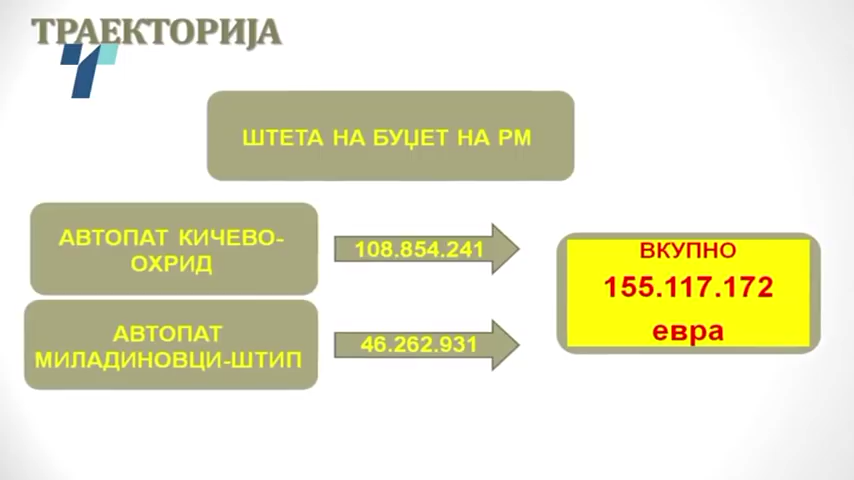 ТРАЕКТОРИЈА
ШТЕТА НА БУЏЕТ НА РМ
АВТОПАТ КИЧЕВО-
ОХРИД
108.854.241
АВТОПАТ
МИЛАДИНОВЦИ-ШТИП
46.262.931
ВКУПНО
155.117.172
евра